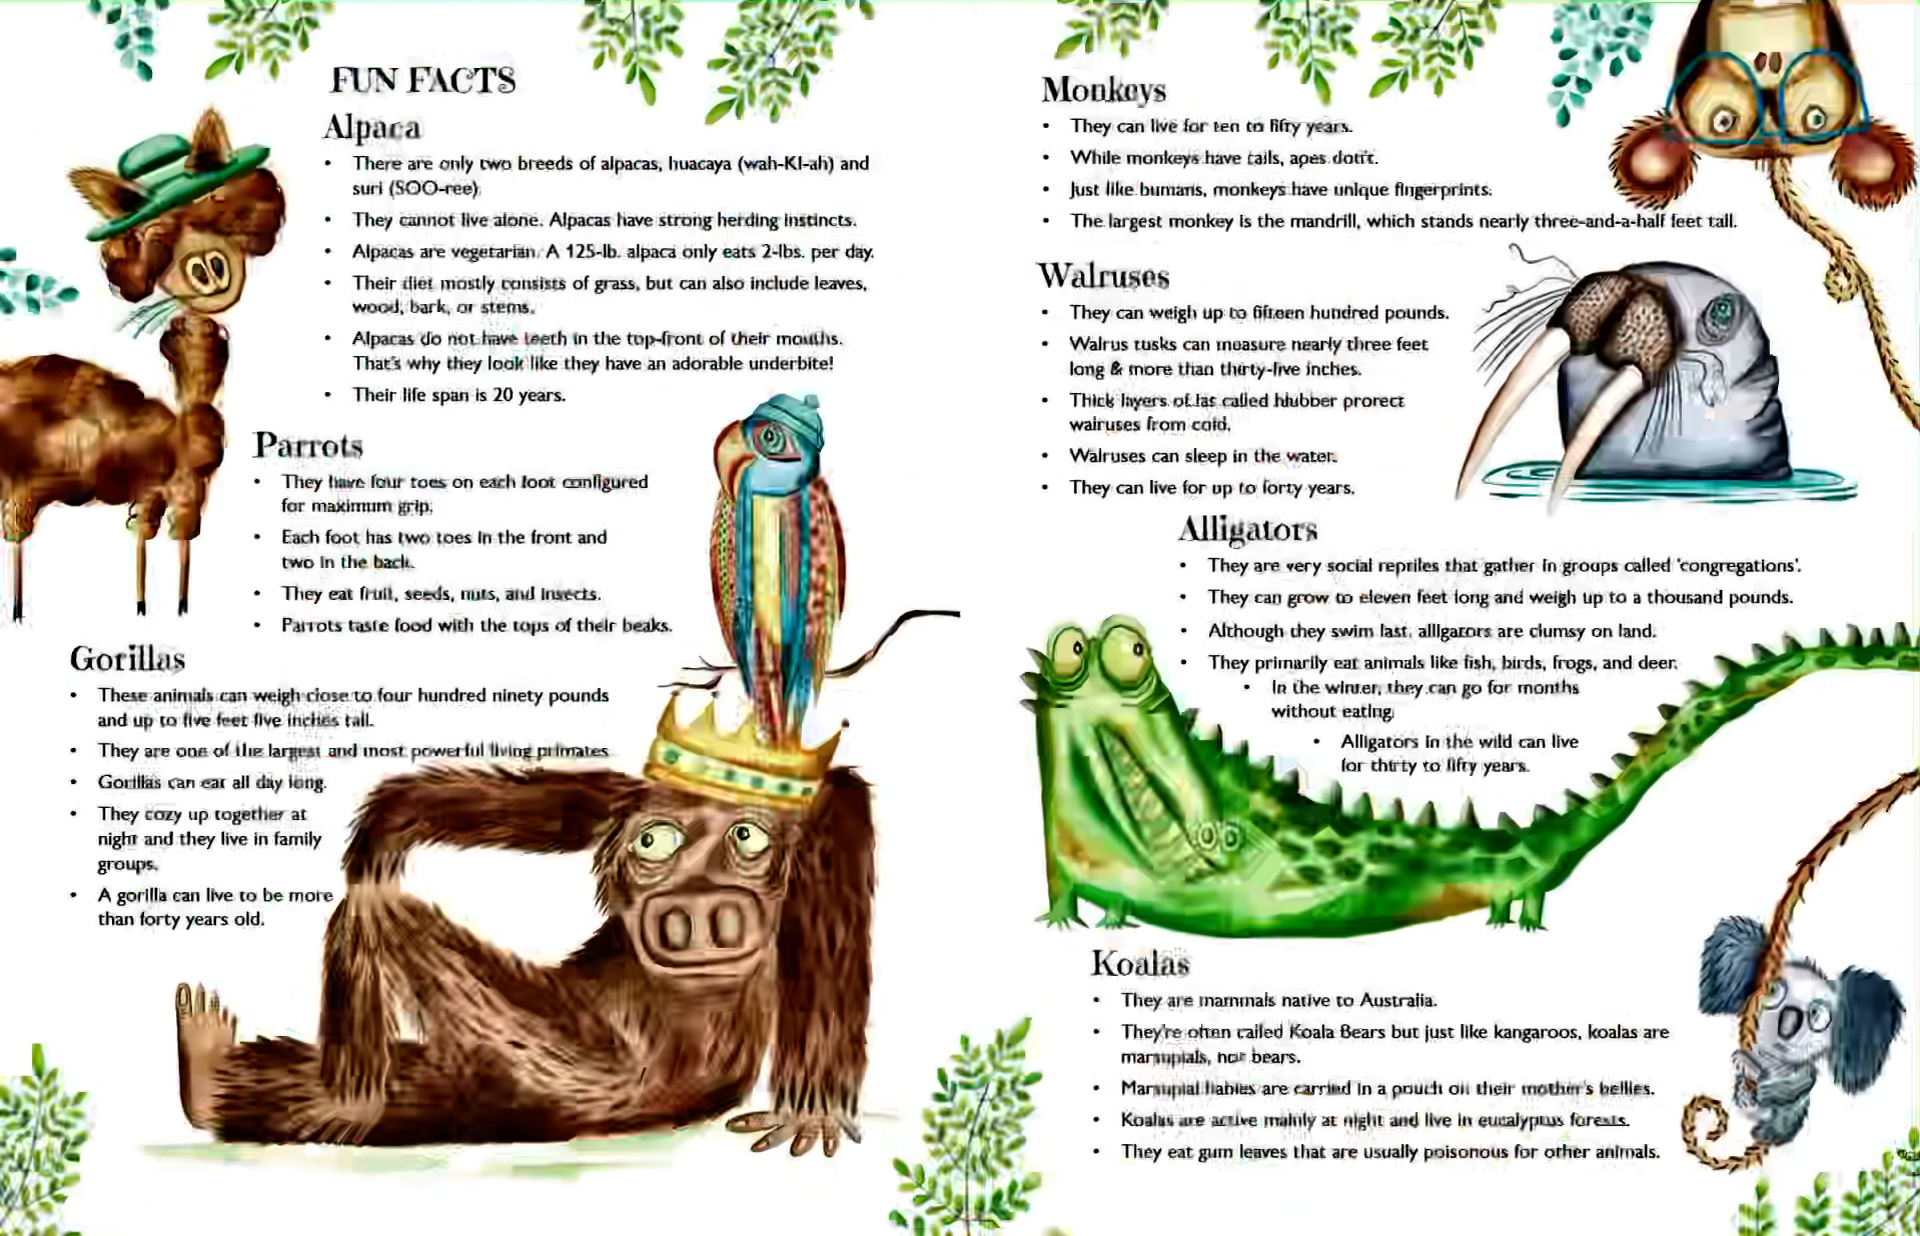 FUN FACTS
Alpaca
• There are only two breeds of alpacas, huacaya (wah-KI-ah) and
suri (SOO-ree)
• They cannot live alone. Alpacas have strong herding instincts.
• Alpacas are vegetarian. A 125-lb. alpaca only eats 2-lbs. per day.
• Their diet mostly consists of grass, but can also include leaves,
wood, bark, or stems.
• Alpacas do not have teeth in the top-front of their mouths.
That's why they look like they have an adorable underbite!
• Their life span is 20 years.
Parrots
• They have four toes on each foot configured
for maximum grip.
• Each foot has two toes in the front and
two in the back.
• They eat fruit, seeds, nuts, and insects.
• Parrots taste food with the tops of their beaks.
Gorillas
• These animals can weigh close to four hundred ninety pounds
and up to five feet five inches tall.
• They are one of the largest and most powerful living primates
• Gorillas can eat all day long.
• They cozy up together at
night and they live in family
groups.
• A gorilla can live to be more
than forty years old.
Monkeys
• They can live for ten to fifty years.
• While monkeys have tails, apes don't.
• Just like humans, monkeys have unique fingerprints.
• The largest monkey is the mandrill, which stands nearly three-and-a-half feet tall.
Walruses
• They can weigh up to fifteen hundred pounds.
• Walrus tusks can measure nearly three feet
long & more than thirty-five inches.
• Thick layers of fat called blubber protect
walruses from cold.
• Walruses can sleep in the water.
• They can live for up to forty years.
Alligators
• They are very social reptiles that gather in groups called 'congregations'.
• They can grow to eleven feet long and weigh up to a thousand pounds.
• Although they swim fast, alligators are clumsy on land.
• They primarily eat animals like fish, birds, frogs, and deer.
• In the winter, they can go for months
without eating
• Alligators in the wild can live
for thirty to fifty years.
Koalas
• They are mammals native to Australia.
• They're often called Koala Bears but just like kangaroos, koalas are
marsupials, not bears.
• Marsupial babies are carried in a pouch on their mother's bellies.
• Koalas are active mainly at night and live in eucalyptus forests.
• They eat gum leaves that are usually poisonous for other animals.